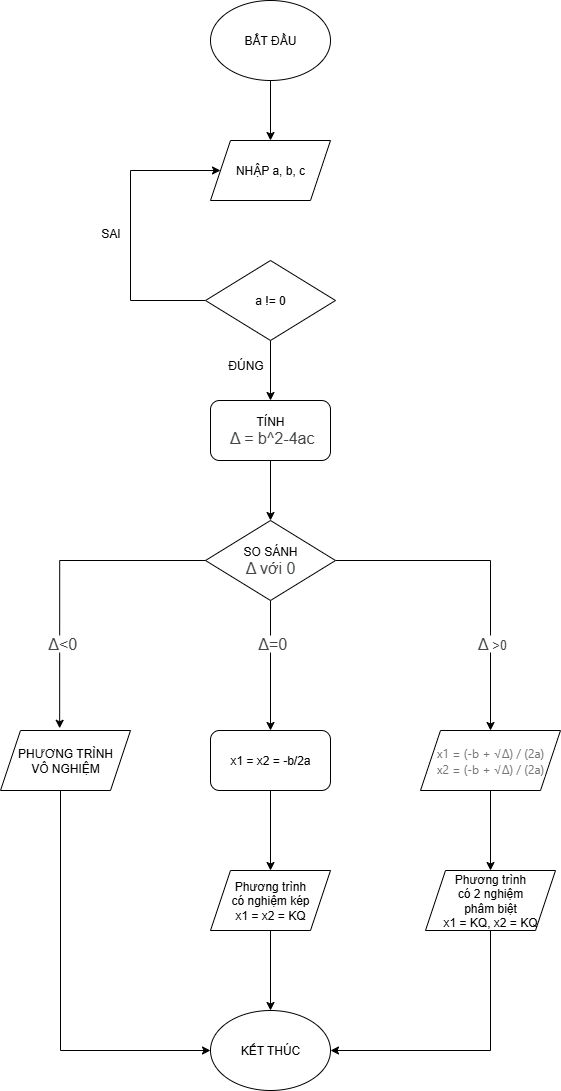 BẮT ĐẦU
NHẬP a, b, c
SAI
a != 0
ĐÚNG
TÍNH
Δ = b^2-4ac
SO SÁNH
Δ với 0
Δ<0
Δ=0
Δ >0
PHƯƠNG TRÌNH
VÔ NGHIỆM
x1 = x2 = -b/2a
x1 = (-b + √Δ) / (2a)
x2 = (-b + √Δ) / (2a)
Phương trình
có nghiệm kép
x1 = x2 = KQ
Phương trình
có 2 nghiệm
phâm biệt
x1 = KQ, x2 = KQ
KẾT THÚC